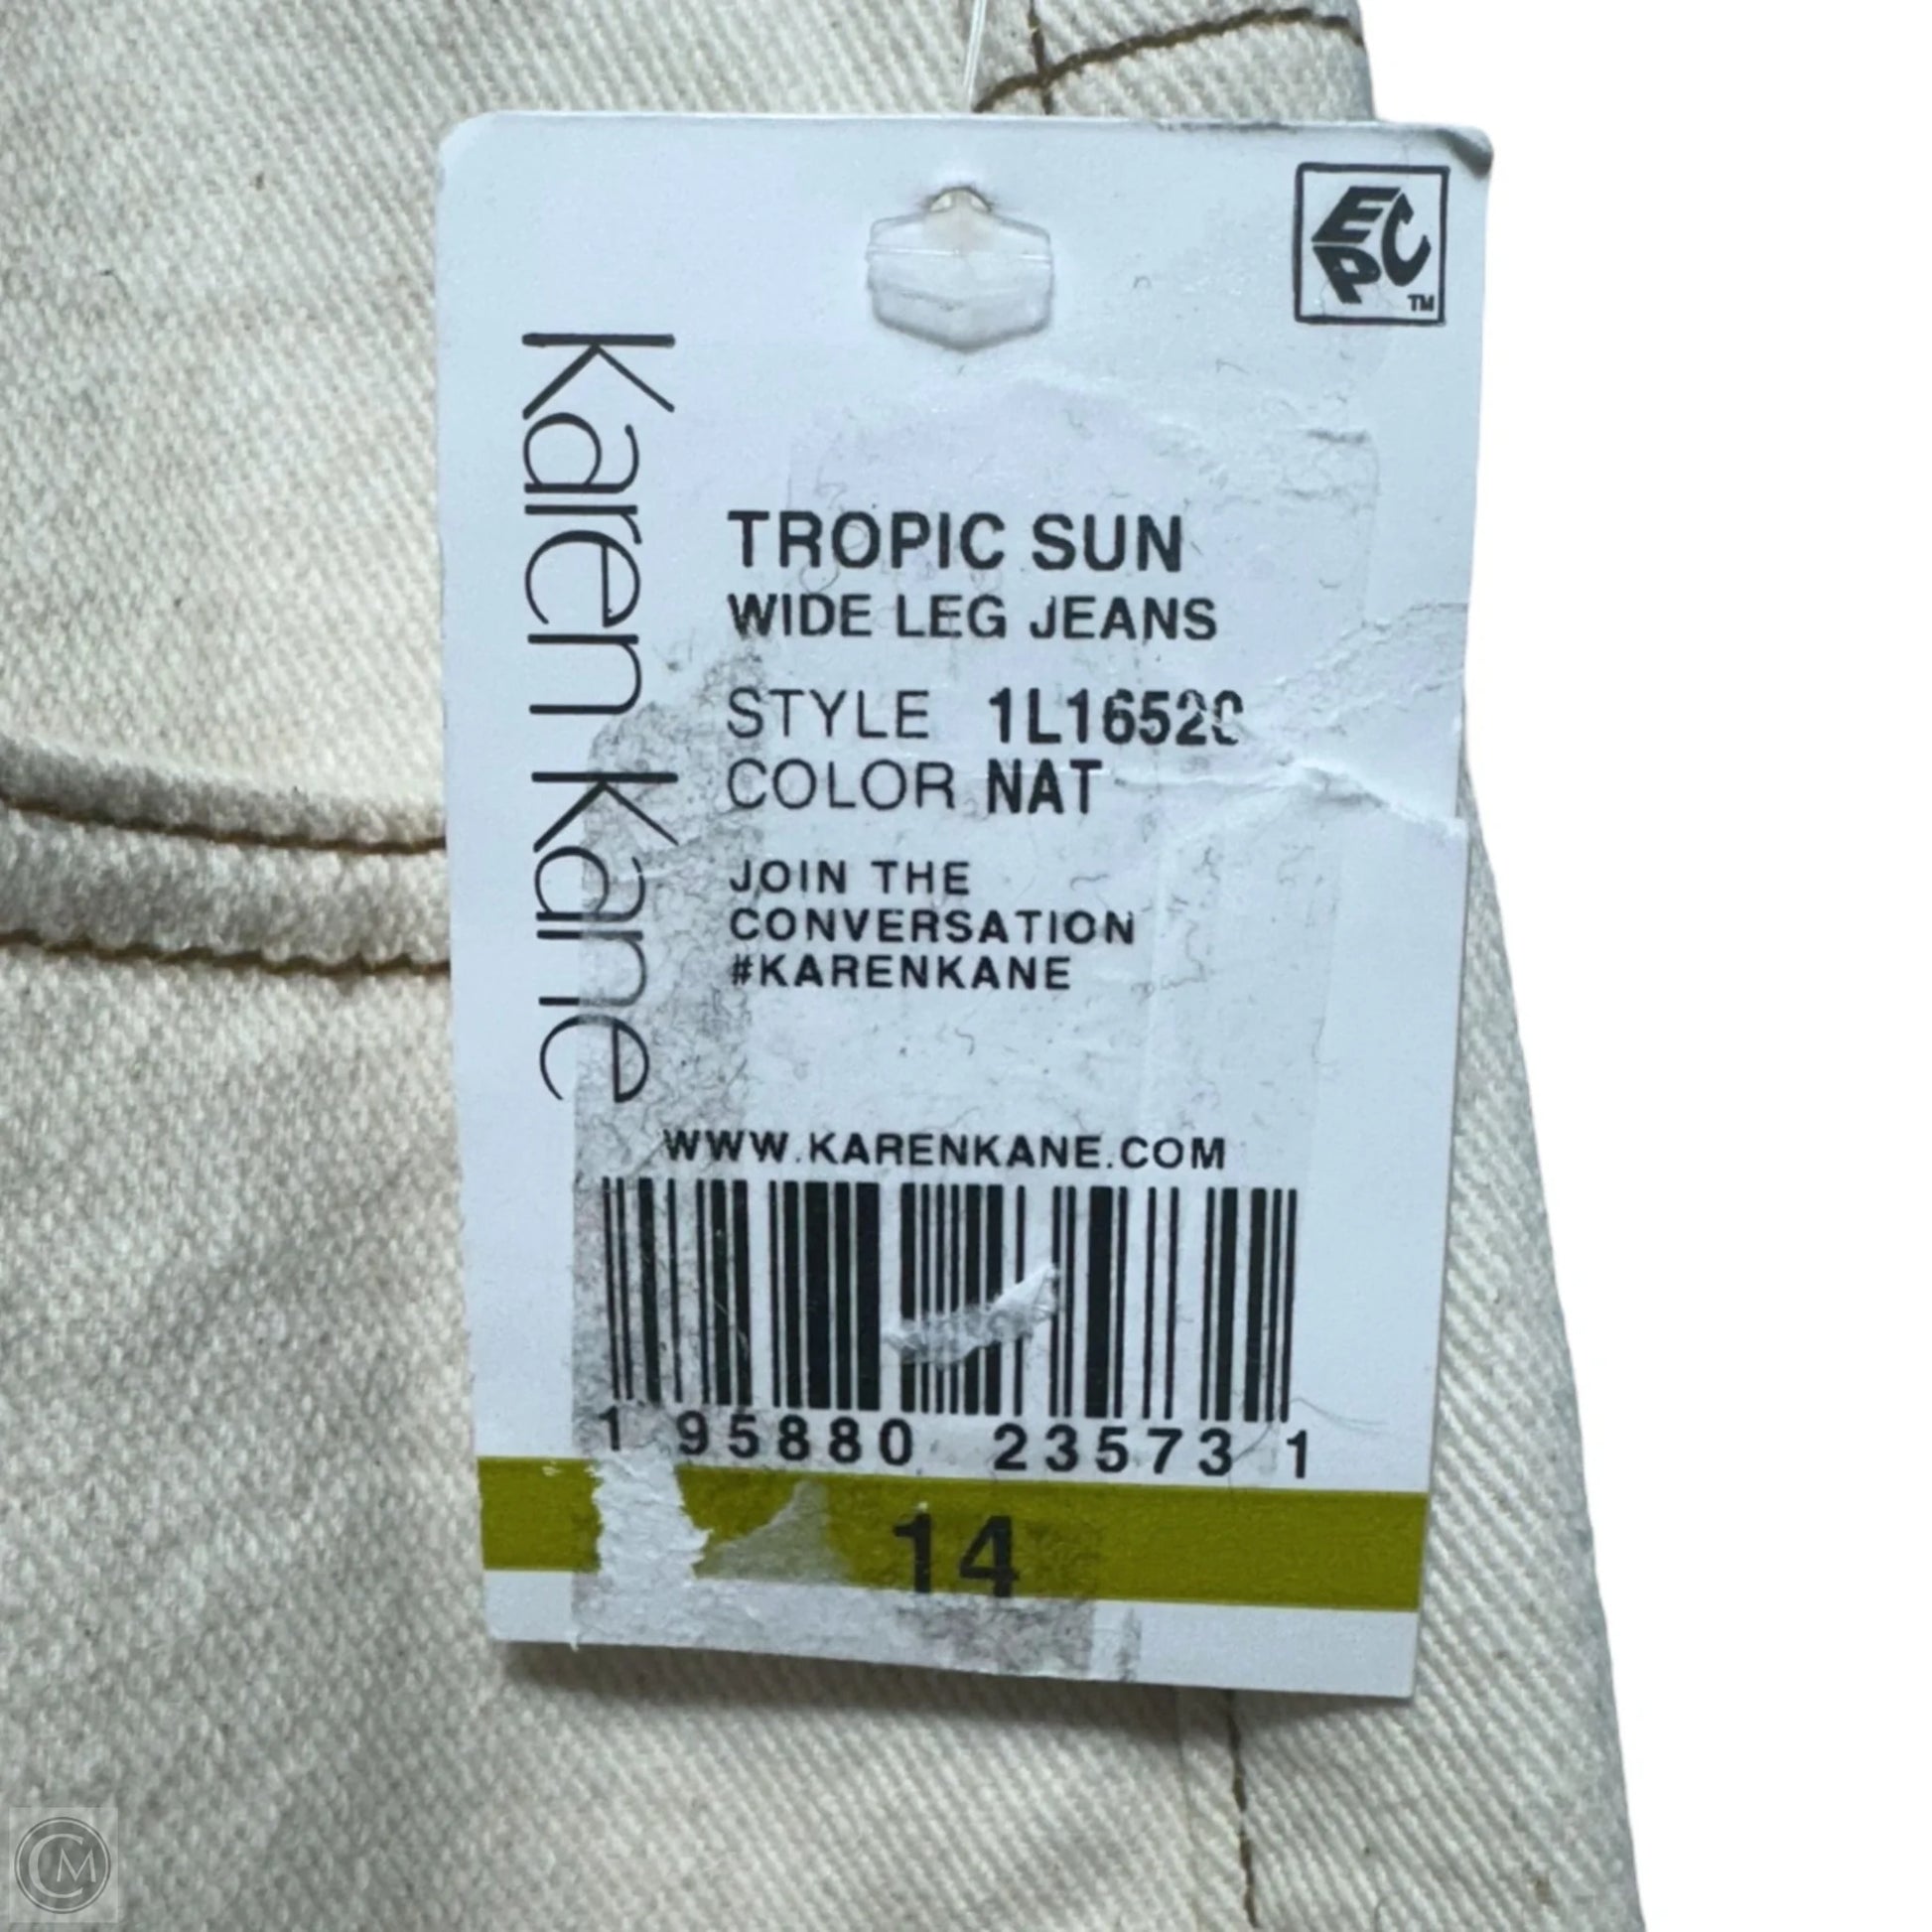 EPC
TM
Karen Kane
TROPIC SUN
WIDE LEG JEANS
STYLE
COLOR NAT
JOIN THE
CONVERSATION
#KARENKANE
WWW.KARENKANE.COM
1 95880 23573 1
14
CM